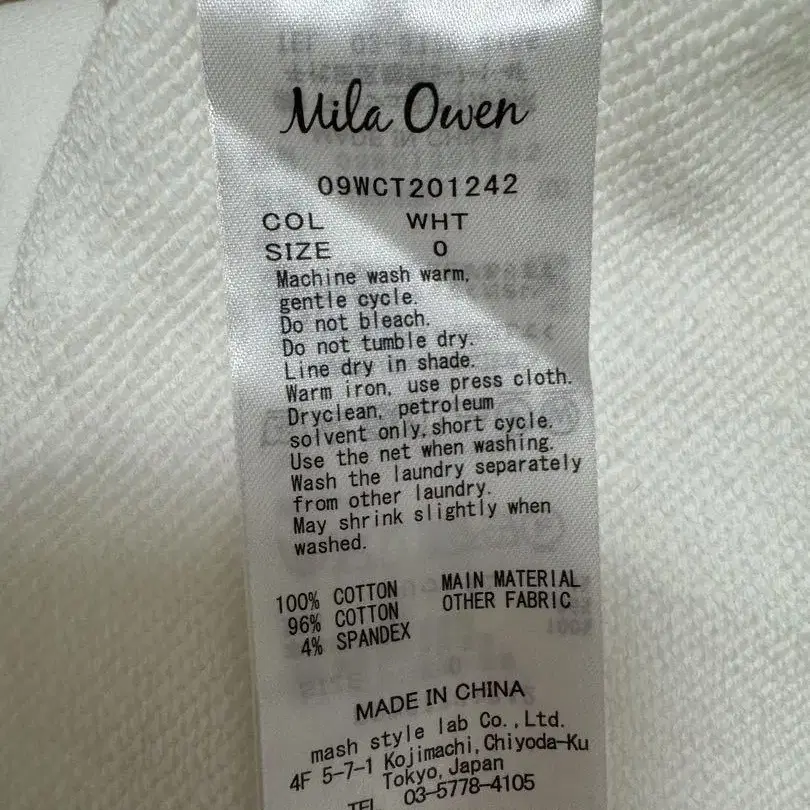 Mila Owen
09WCT201242
COL WHT
SIZE 0
Machine wash warm,
gentle cycle.
Do not bleach.
Do not tumble dry.
Line dry in shade.
Warm iron, use press cloth.
Dryclean, petroleum
solvent only,short cycle.
Use the net when washing.
Wash the laundry separately
from other laundry.
May shrink slightly when
washed.
100% COTTON MAIN MATERIAL
96% COTTON OTHER FABRIC
4% SPANDEX
MADE IN CHINA
mash style lab Co.,Ltd.
4F 5-7-1 Kojimachi,Chiyoda-Ku
Tokyo,Japan
TEL 03-5778-4105